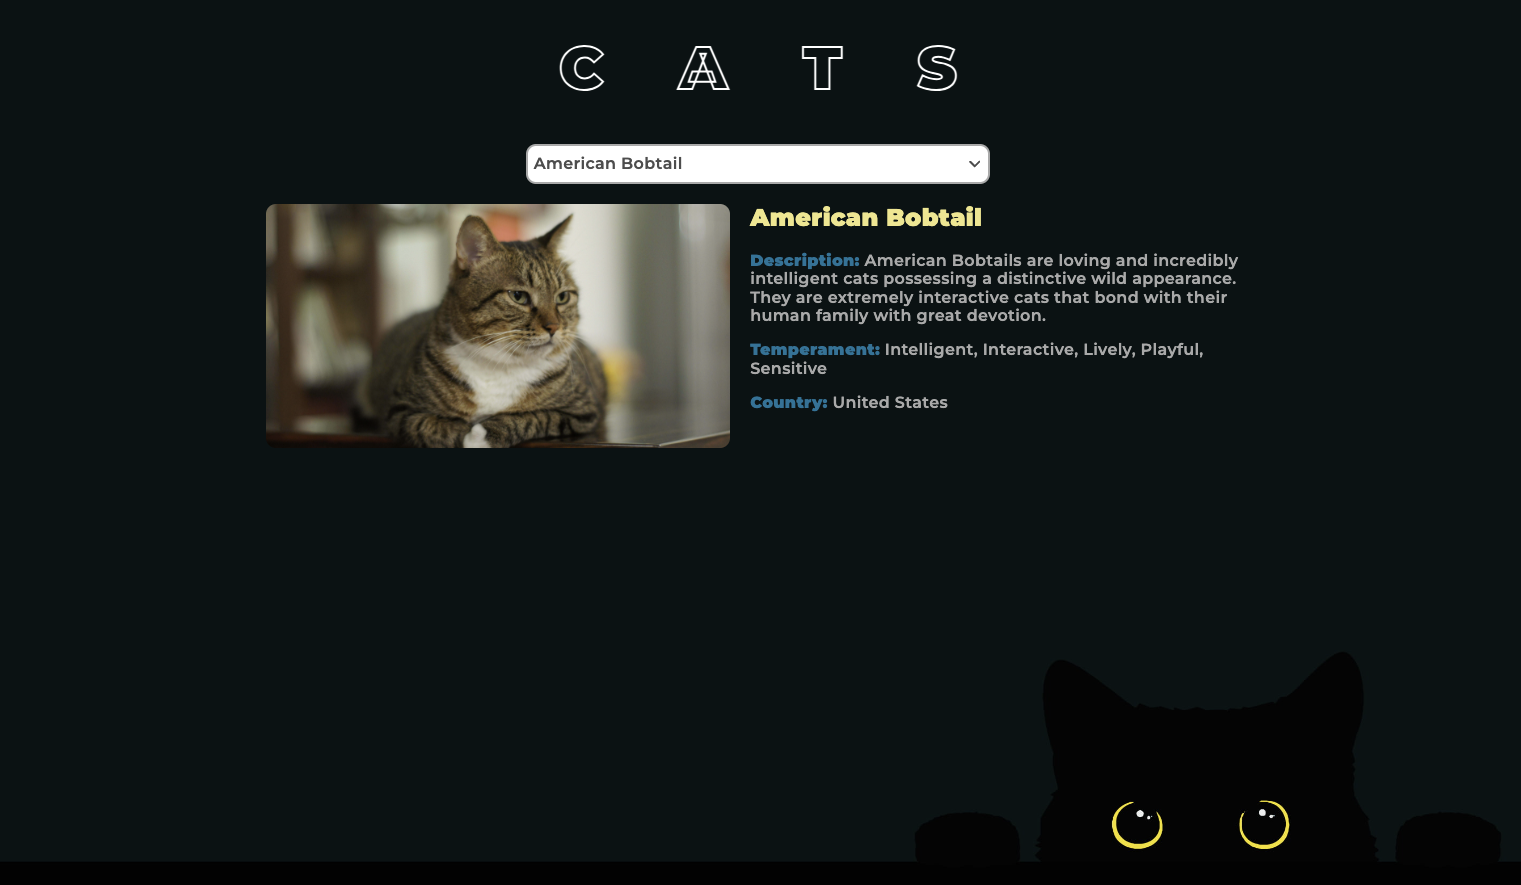 C A T S
American Bobtail
American Bobtail
Description: American Bobtails are loving and incredibly
intelligent cats possessing a distinctive wild appearance.
They are extremely interactive cats that bond with their
human family with great devotion.
Temperament: Intelligent, Interactive, Lively, Playful,
Sensitive
Country: United States